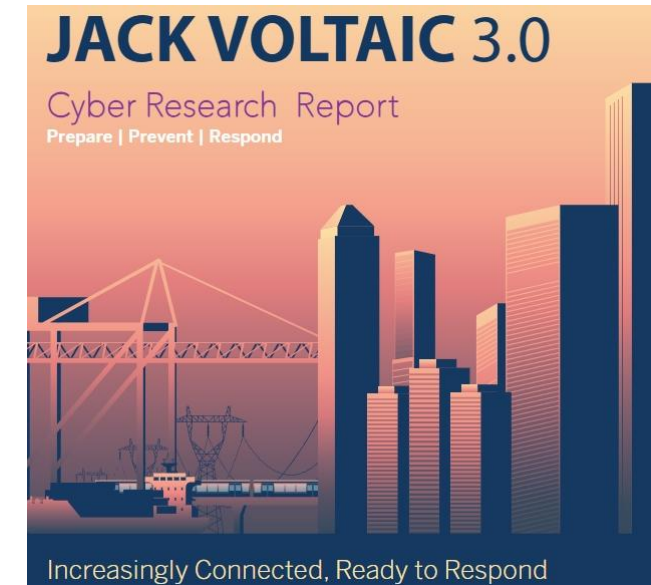 JACK VOLTAIC 3.0
Cyber Research Report
Prepare | Prevent | Respond
Increasingly Connected, Ready to Respond